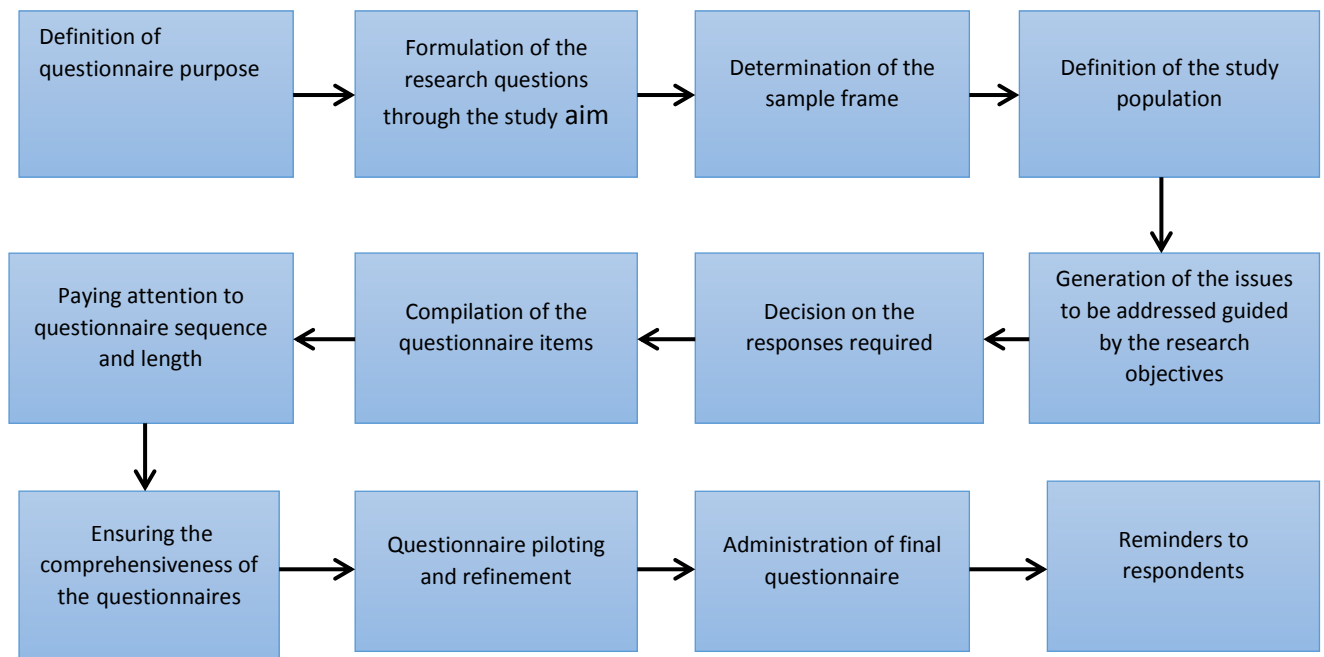 Definition of
questionnaire purpose
Formulation of the
research questions
through the study aim
Determination of the
sample frame
Definition of the study
population
Generation of the issues
to be addressed guided
by the research
objectives
Decision on the
responses required
Compilation of the
questionnaire items
Paying attention to
questionnaire sequence
and length
Ensuring the
comprehensiveness of
the questionnaires
Questionnaire piloting
and refinement
Administration of final
questionnaire
Reminders to
respondents